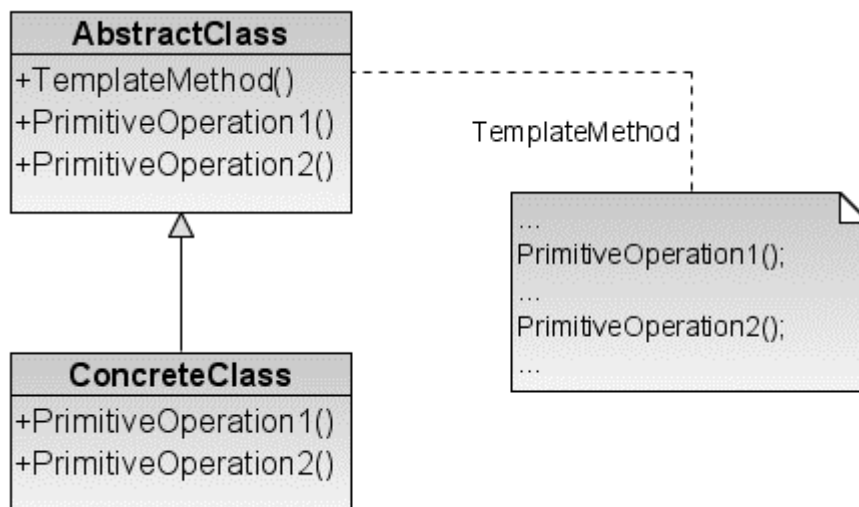 AbstractClass
+TemplateMethod()
+PrimitiveOperation1()
+PrimitiveOperation2()
TemplateMethod
...
PrimitiveOperation1();
...
PrimitiveOperation2();
...
ConcreteClass
+PrimitiveOperation1()
+PrimitiveOperation2()